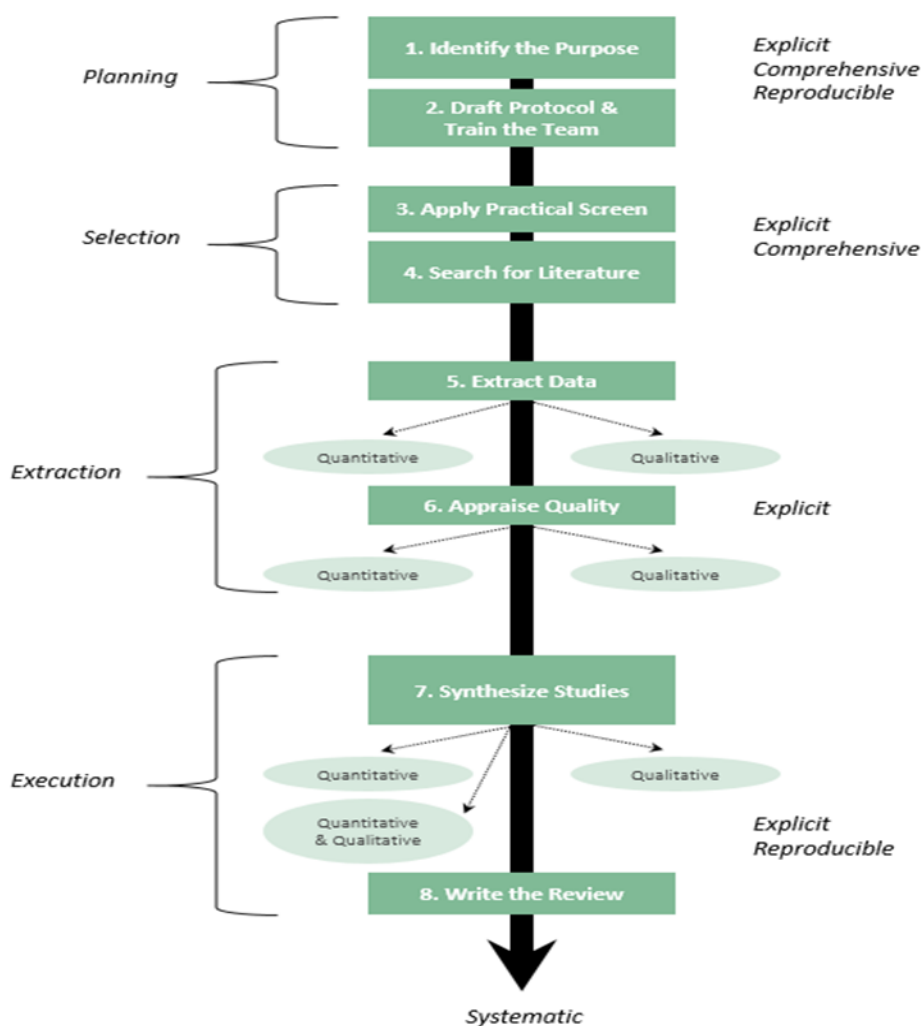 1. Identify the Purpose
Planning
Explicit
Comprehensive
Reproducible
2. Draft Protocol &
Train the Team
3. Apply Practical Screen
Selection
Explicit
Comprehensive
4. Search for Literature
5. Extract Data
Quantitative
Qualitative
Extraction
6. Appraise Quality
Explicit
Quantitative
Qualitative
7. Synthesize Studies
Execution
Quantitative
Qualitative
Quantitative
& Qualitative
Explicit
Reproducible
8. Write the Review
Systematic